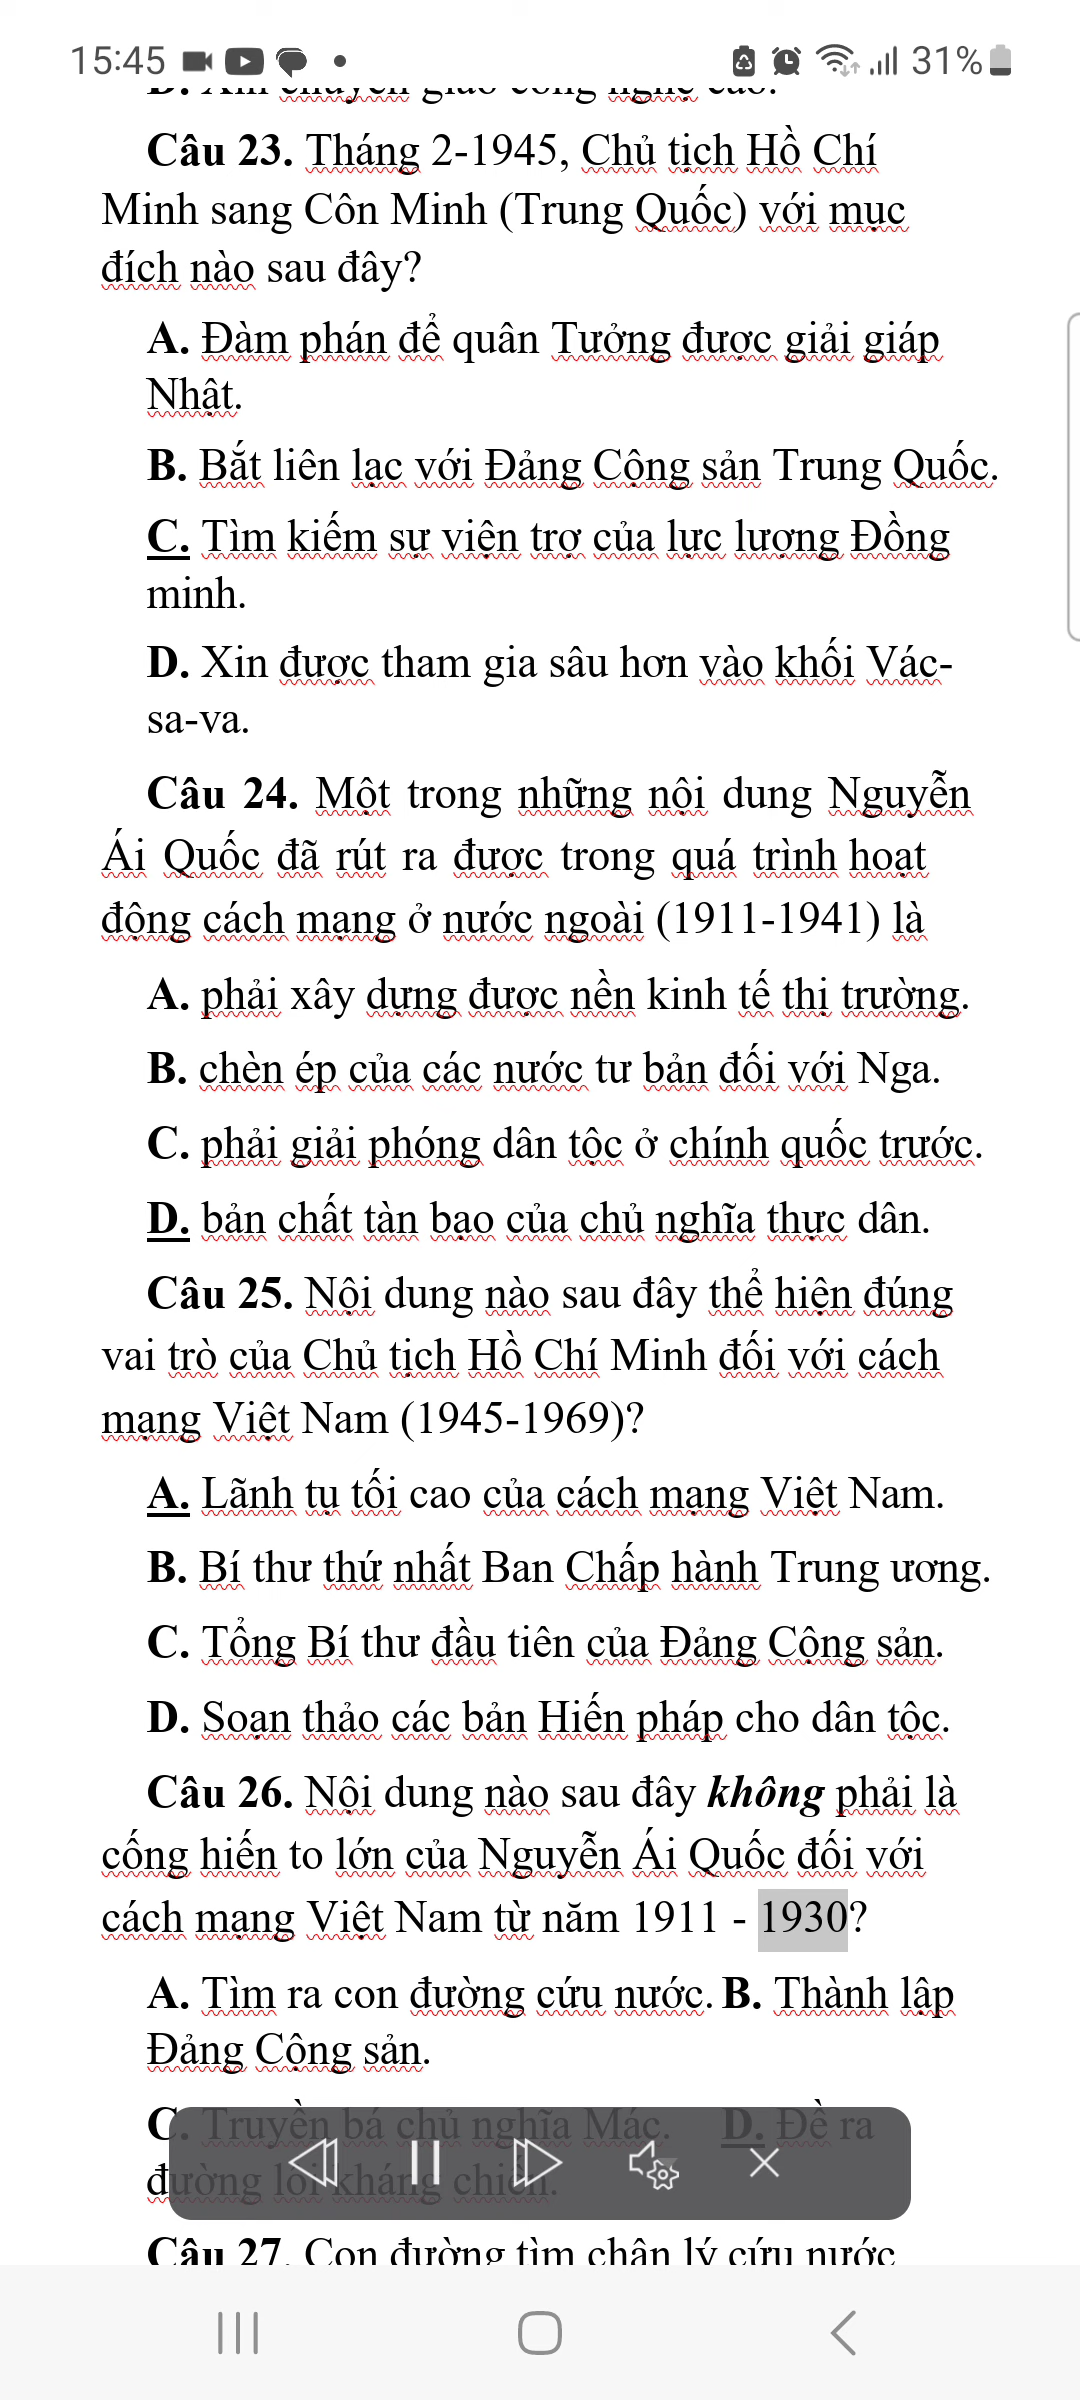 15:45 31%
D. Xin chuyển giao công nghệ cao.
Câu 23. Tháng 2-1945, Chủ tịch Hồ Chí
Minh sang Côn Minh (Trung Quốc) với mục
đích nào sau đây?
A. Đàm phán để quân Tưởng được giải giáp
Nhật.
B. Bắt liên lạc với Đảng Cộng sản Trung Quốc.
C. Tìm kiếm sự viện trợ của lực lượng Đồng
minh.
D. Xin được tham gia sâu hơn vào khối Vác-
sa-va.
Câu 24. Một trong những nội dung Nguyễn
Ái Quốc đã rút ra được trong quá trình hoạt
động cách mạng ở nước ngoài (1911-1941) là
A. phải xây dựng được nền kinh tế thị trường.
B. chèn ép của các nước tư bản đối với Nga.
C. phải giải phóng dân tộc ở chính quốc trước.
D. bản chất tàn bạo của chủ nghĩa thực dân.
Câu 25. Nội dung nào sau đây thể hiện đúng
vai trò của Chủ tịch Hồ Chí Minh đối với cách
mạng Việt Nam (1945-1969)?
A. Lãnh tụ tối cao của cách mạng Việt Nam.
B. Bí thư thứ nhất Ban Chấp hành Trung ương.
C. Tổng Bí thư đầu tiên của Đảng Cộng sản.
D. Soạn thảo các bản Hiến pháp cho dân tộc.
Câu 26. Nội dung nào sau đây không phải là
cống hiến to lớn của Nguyễn Ái Quốc đối với
cách mạng Việt Nam từ năm 1911 - 1930?
A. Tìm ra con đường cứu nước. B. Thành lập
Đảng Cộng sản.
C. Truyền bá chủ nghĩa Mác. D. Đề ra
đường lối kháng chiến.
Câu 27. Con đường tìm chân lý cứu nước